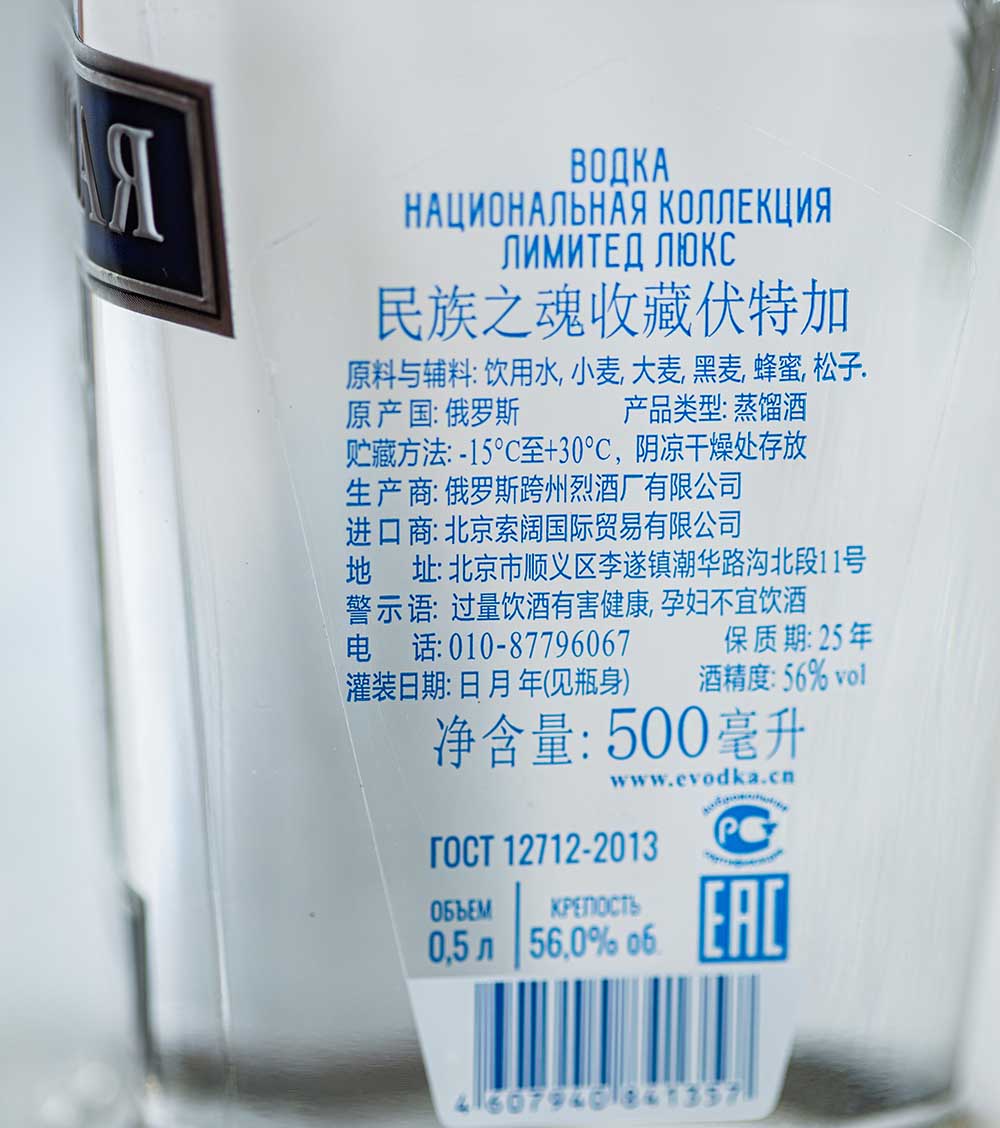 АЯ
ВОДКА
НАЦИОНАЛЬНАЯ КОЛЛЕКЦИЯ
ЛИМИТЕД ЛЮКС
民族之魂收藏伏特加
原料与辅料: 饮用水, 小麦, 大麦, 黑麦, 蜂蜜, 松子.
原产国: 俄罗斯 产品类型: 蒸馏酒
贮藏方法: -15°C至+30°C, 阴凉干燥处存放
生产商: 俄罗斯跨州烈酒厂有限公司
进口商: 北京索阔国际贸易有限公司
地 址: 北京市顺义区李遂镇潮华路沟北段11号
警示语: 过量饮酒有害健康, 孕妇不宜饮酒
电 话: 010-87796067 保质期: 25年
灌装日期: 日 月 年(见瓶身) 酒精度: 56% vol
净含量: 500毫升
www.evodka.cn
добровольная
РСТ
сертификация
ГОСТ 12712-2013
ОБЪЕМ КРЕПОСТЬ
0,5 л 56,0% об.
EAC
4 607940 841357